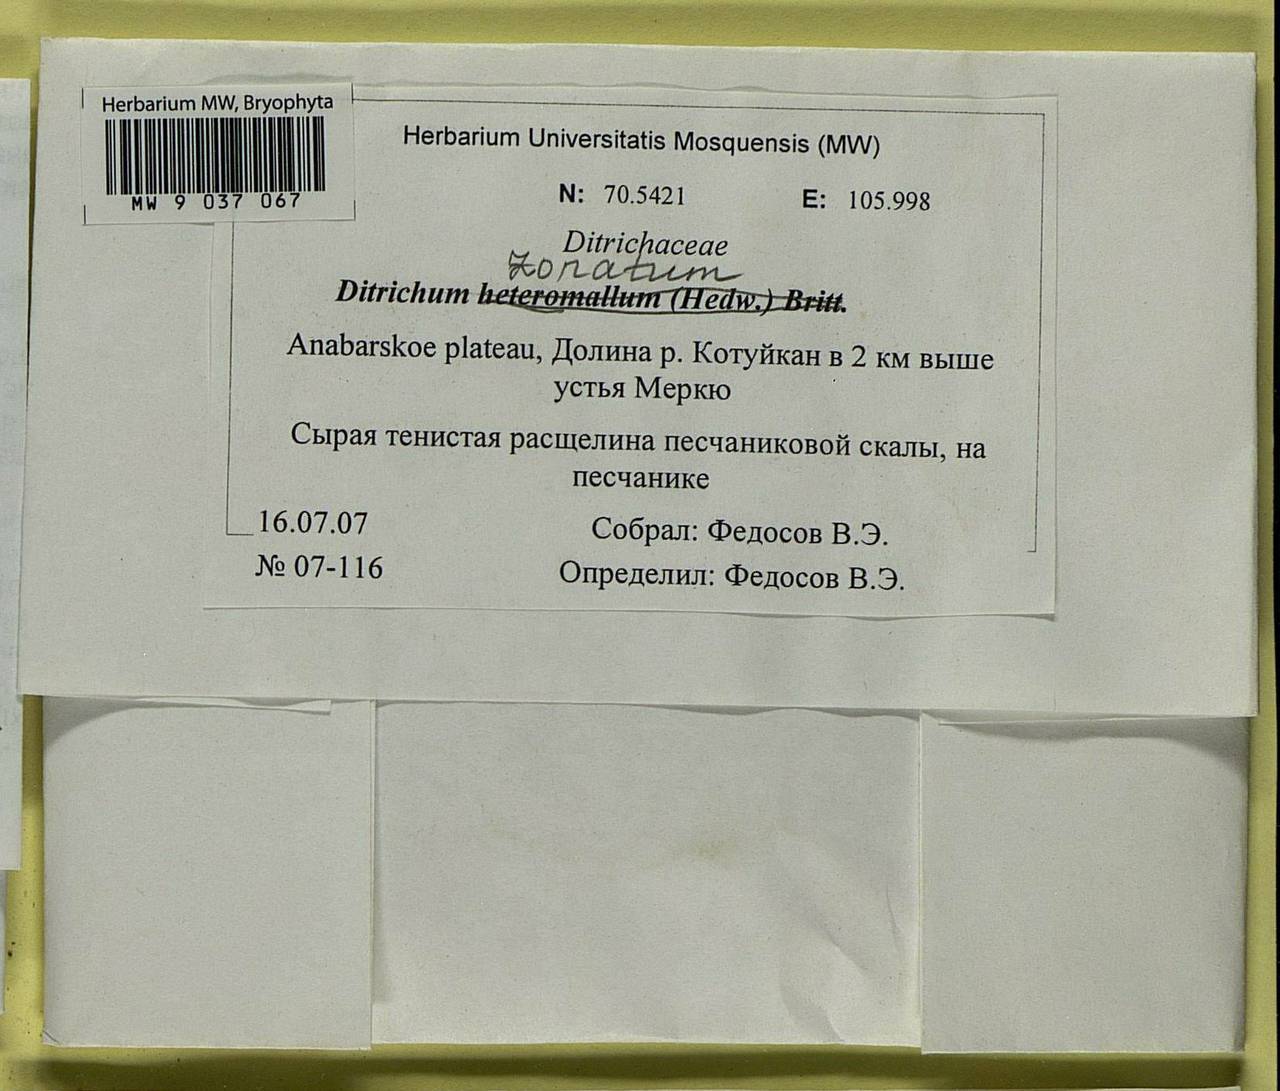 Herbarium MW, Bryophyta
MW 9 037 067
Herbarium Universitatis Mosquensis (MW)
N: 70.5421 E: 105.998
Ditrichaceae
zonatum
Ditrichum heteromallum (Hedw.) Britt.
Anabarskoe plateau, Долина р. Котуйкан в 2 км выше
устья Меркю
Сырая тенистая расщелина песчаниковой скалы, на
песчанике
16.07.07 Собрал: Федосов В.Э.
№ 07-116 Определил: Федосов В.Э.